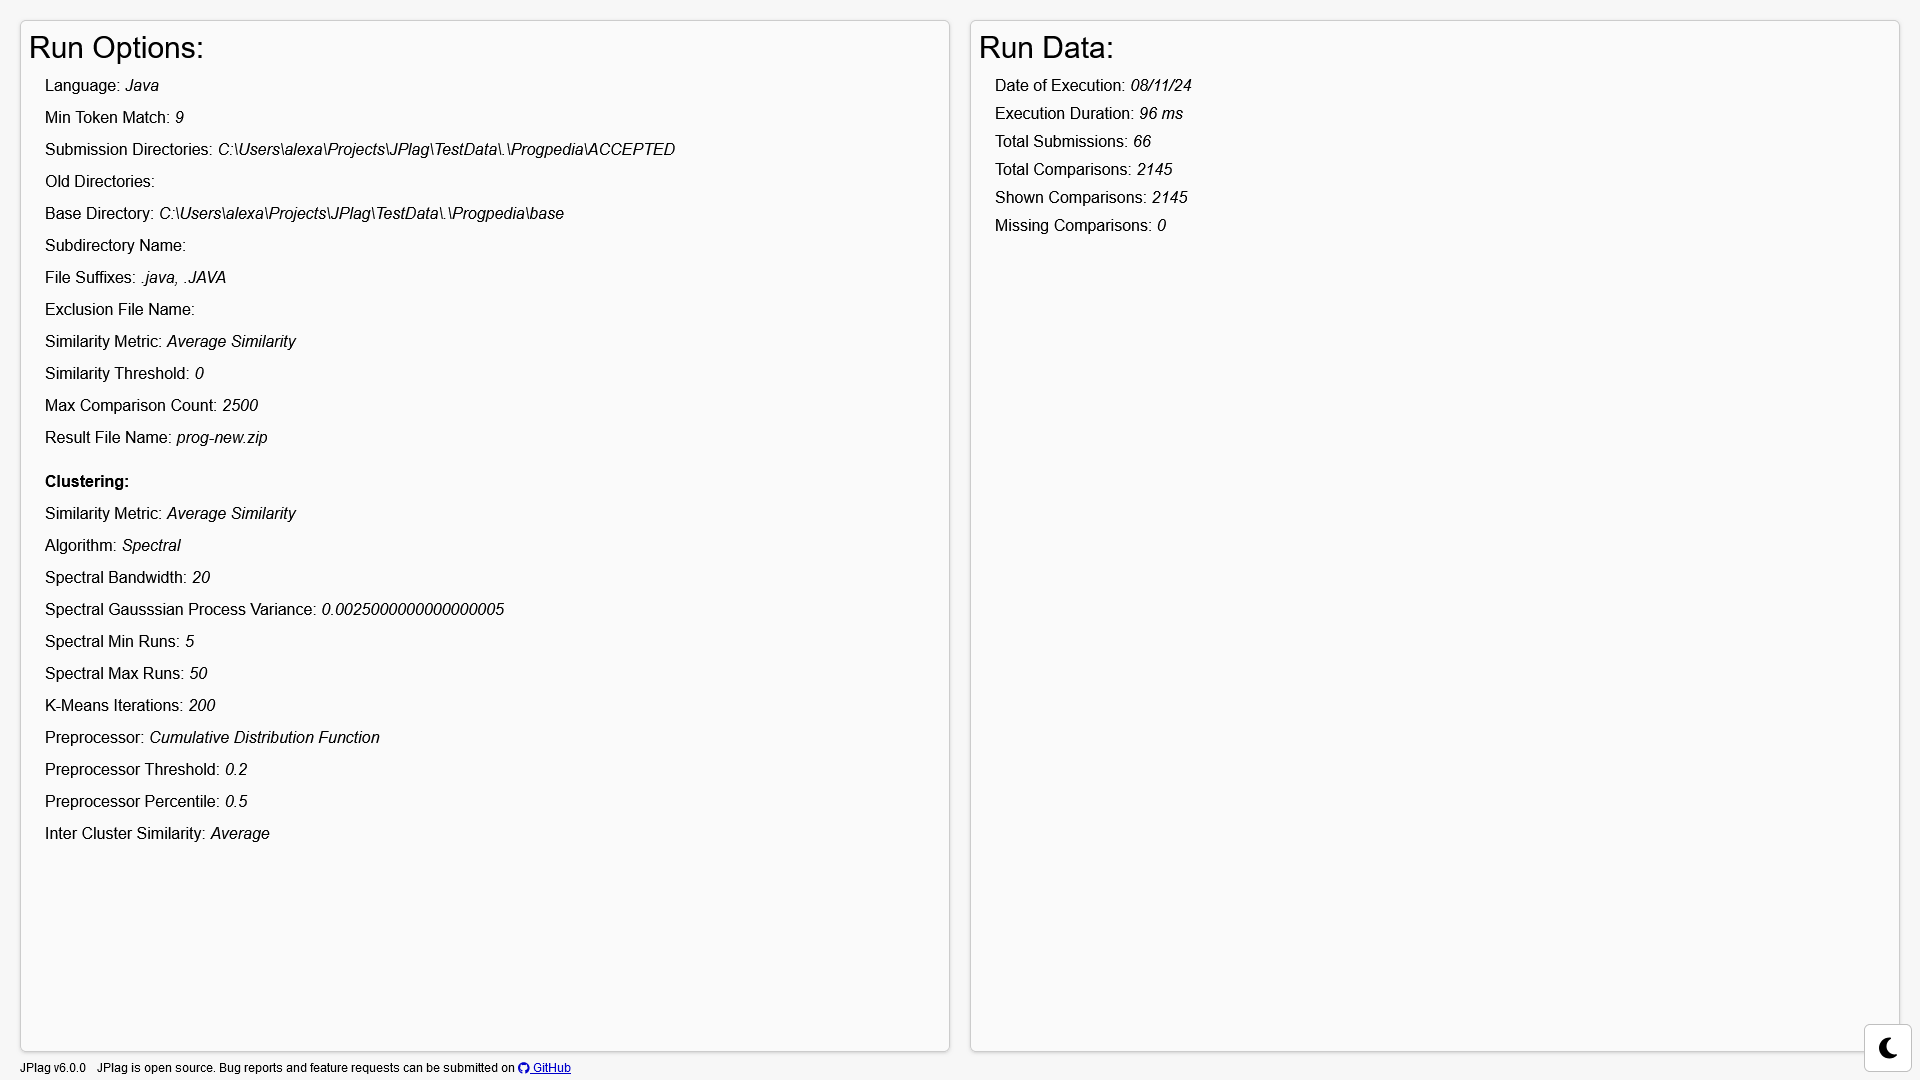 Run Options:
Language: Java
Min Token Match: 9
Submission Directories: C:\Users\alexa\Projects\JPlag\TestData\.\Progpedia\ACCEPTED
Old Directories:
Base Directory: C:\Users\alexa\Projects\JPlag\TestData\.\Progpedia\base
Subdirectory Name:
File Suffixes: .java, .JAVA
Exclusion File Name:
Similarity Metric: Average Similarity
Similarity Threshold: 0
Max Comparison Count: 2500
Result File Name: prog-new.zip
Clustering:
Similarity Metric: Average Similarity
Algorithm: Spectral
Spectral Bandwidth: 20
Spectral Gausssian Process Variance: 0.0025000000000000005
Spectral Min Runs: 5
Spectral Max Runs: 50
K-Means Iterations: 200
Preprocessor: Cumulative Distribution Function
Preprocessor Threshold: 0.2
Preprocessor Percentile: 0.5
Inter Cluster Similarity: Average
Run Data:
Date of Execution: 08/11/24
Execution Duration: 96 ms
Total Submissions: 66
Total Comparisons: 2145
Shown Comparisons: 2145
Missing Comparisons: 0
JPlag v6.0.0 JPlag is open source. Bug reports and feature requests can be submitted on GitHub